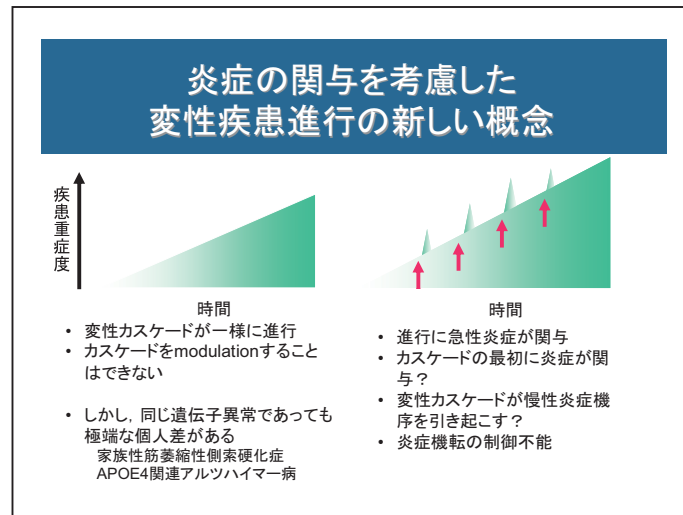 炎症の関与を考慮した
変性疾患進行の新しい概念
疾患重症度
時間
• 変性カスケードが一様に進行
• カスケードをmodulationすること
はできない
• しかし，同じ遺伝子異常であっても
極端な個人差がある
家族性筋萎縮性側索硬化症
APOE4関連アルツハイマー病
時間
• 進行に急性炎症が関与
• カスケードの最初に炎症が関
与？
• 変性カスケードが慢性炎症機
序を引き起こす？
• 炎症機転の制御不能